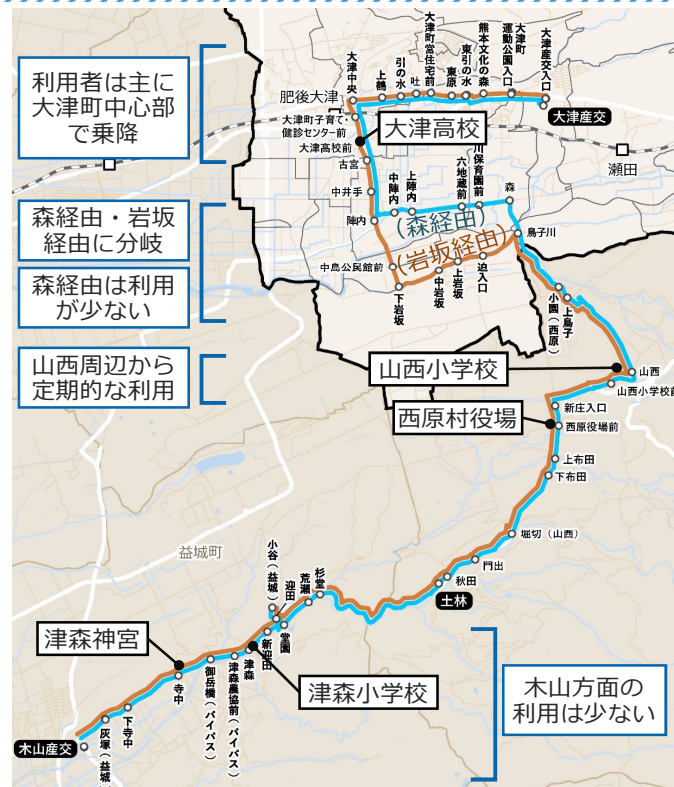 利用者は主に
大津町中心部
で乗降
森経由・岩坂
経由に分岐
森経由は利用
が少ない
山西周辺から
定期的な利用
肥後大津
大津中央
上鶴
引の水
吐
大津町営住宅前
東原
東引の水
熊本文化の森
大津町
運動公園入口
大津産交入口
大津産交
大津町子育て・
健診センター前
大津高校
大津高校前
古宮
中井手
陣内
中陣内
上陣内
六地蔵前
川保育園前
森
瀬田
(森経由)
(岩坂経由)
鳥子川
中島公民館前
下岩坂
中岩坂
上岩坂
迫入口
小園(西原)
上鳥子
山西小学校
山西
山西小学校前
西原村役場
新庄入口
西原役場前
上布田
下布田
堀切(山西)
門出
秋田
土林
益城町
小谷(益城)
迎田
荒瀬
杉堂
堂園
新迎田
津森
津森農協前(バイパス)
御岳橋(バイパス)
津森神宮
津森小学校
寺中
下寺中
灰塚(益城
木山産交
木山方面の
利用は少ない